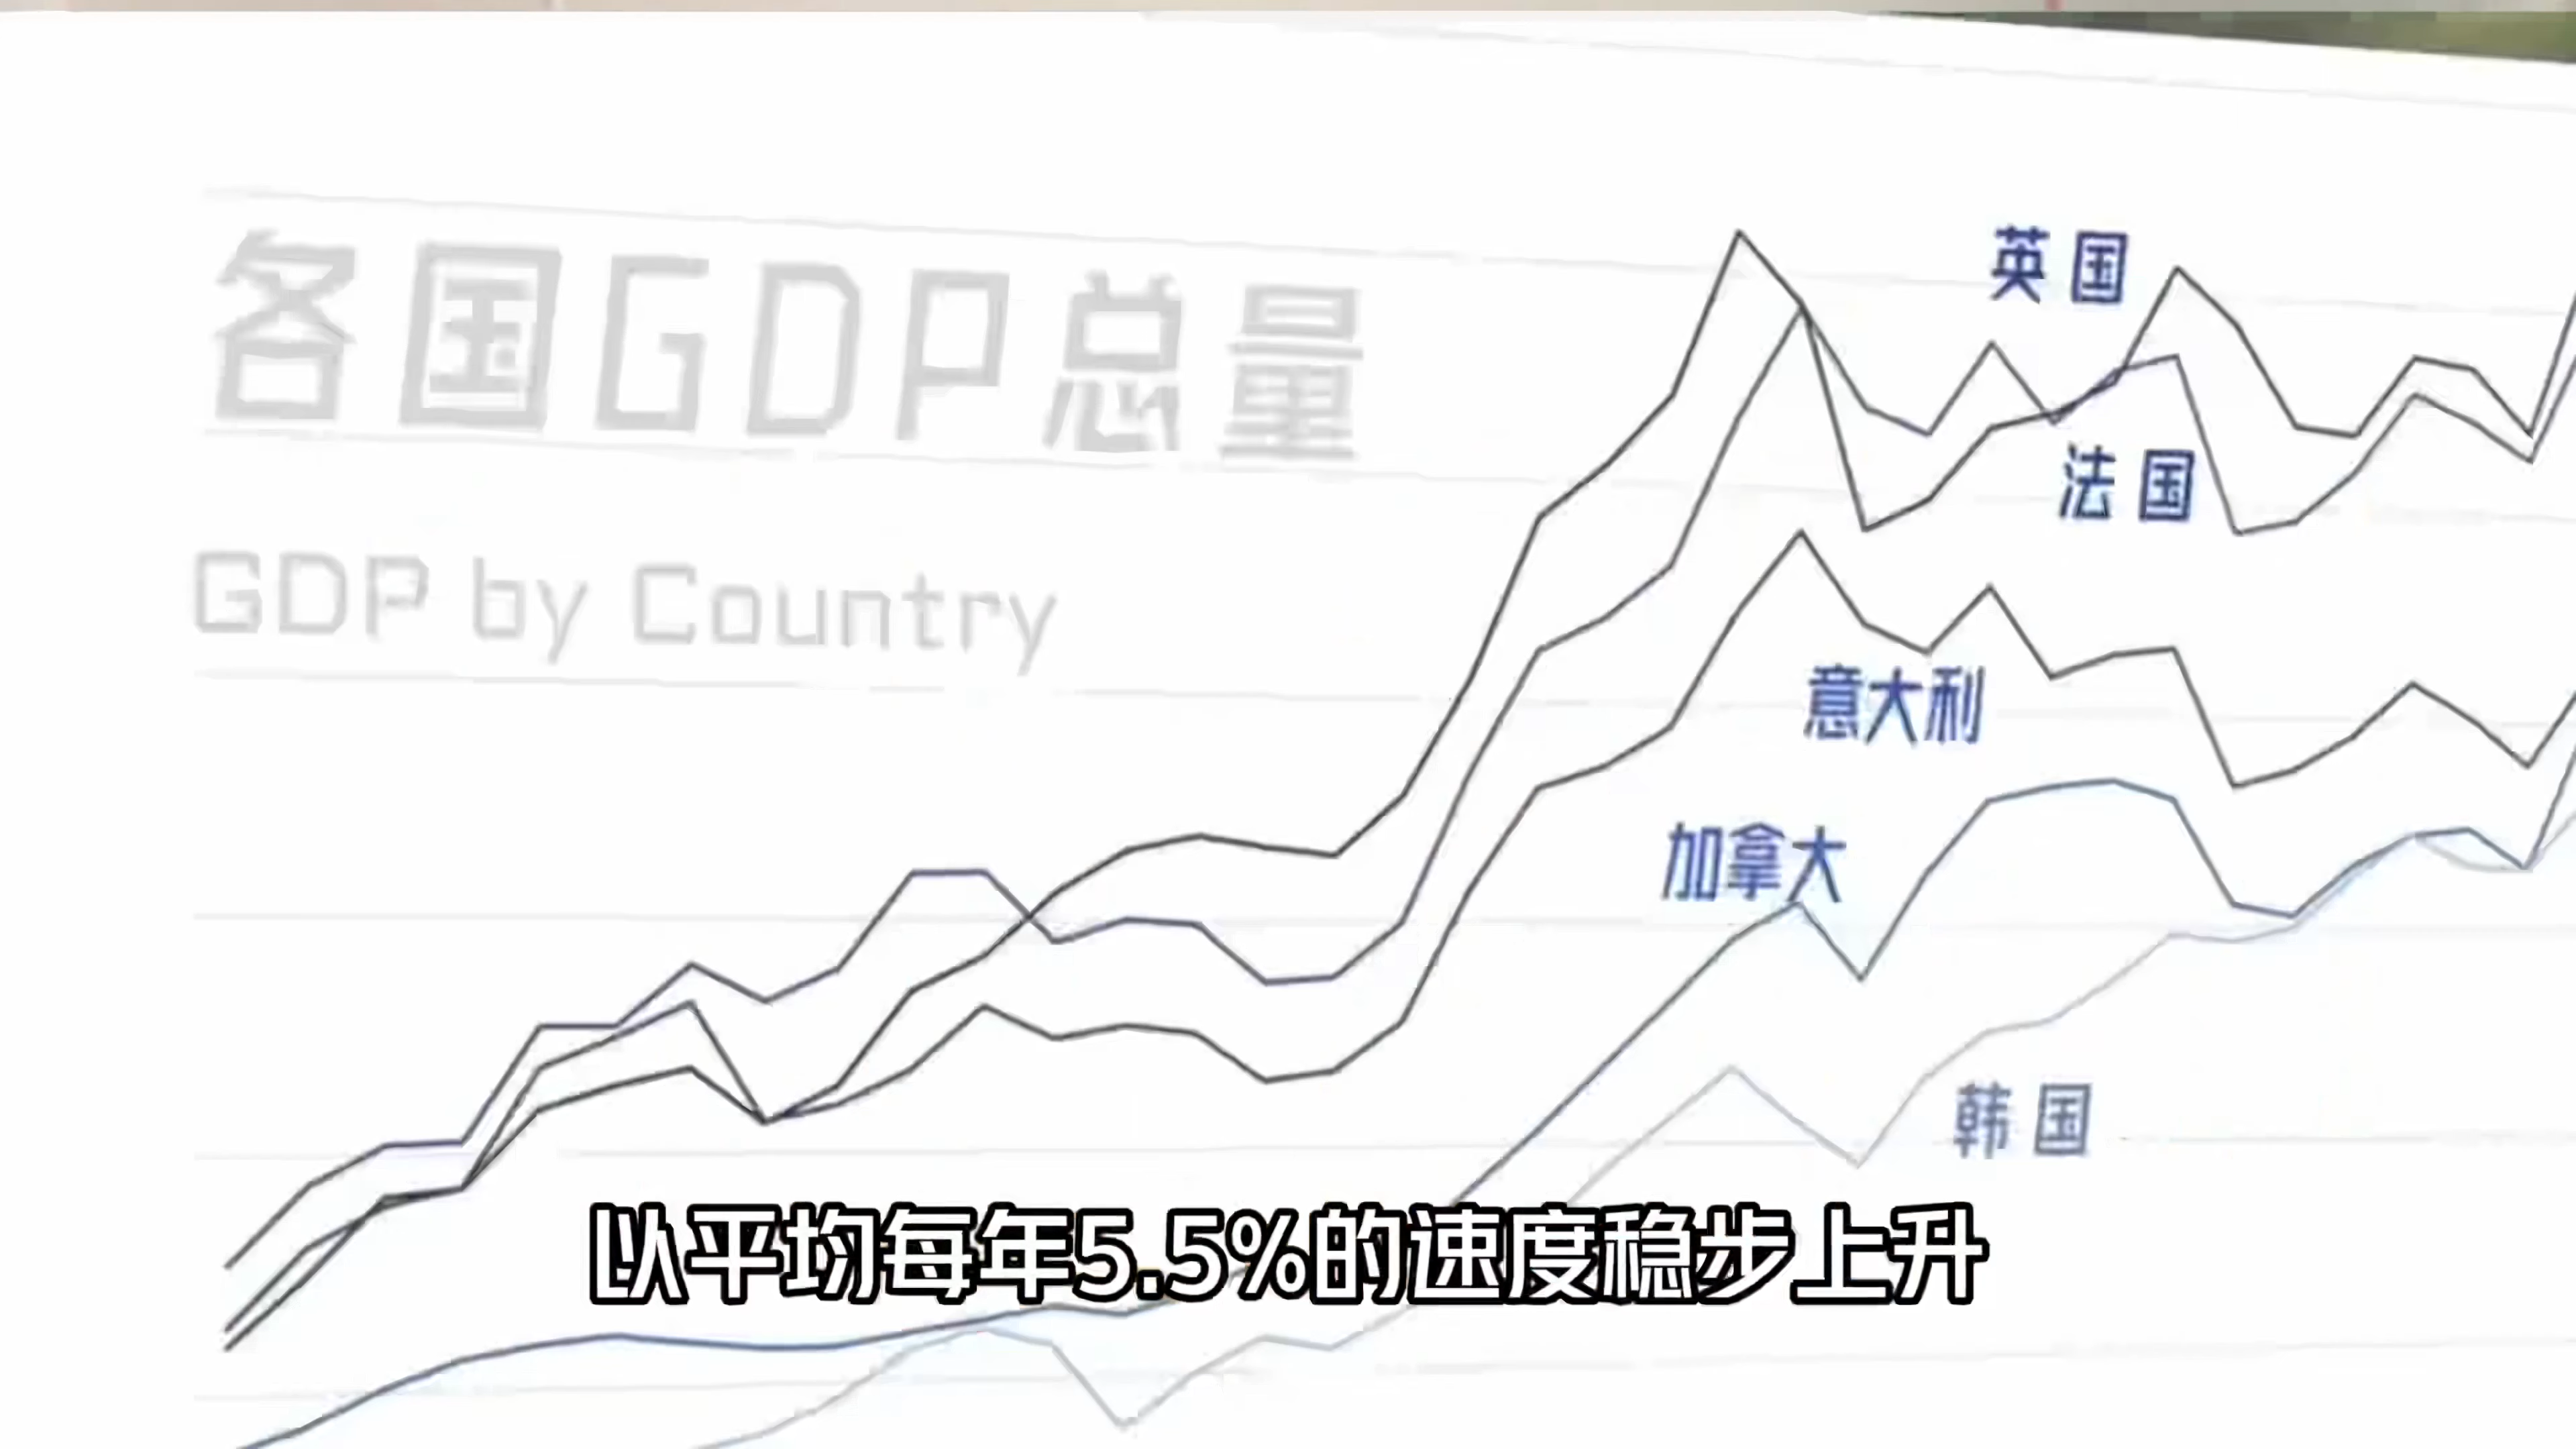 各国GDP总量
GDP by Country
英国
法国
意大利
加拿大
韩国
以平均每年5.5%的速度稳步上升